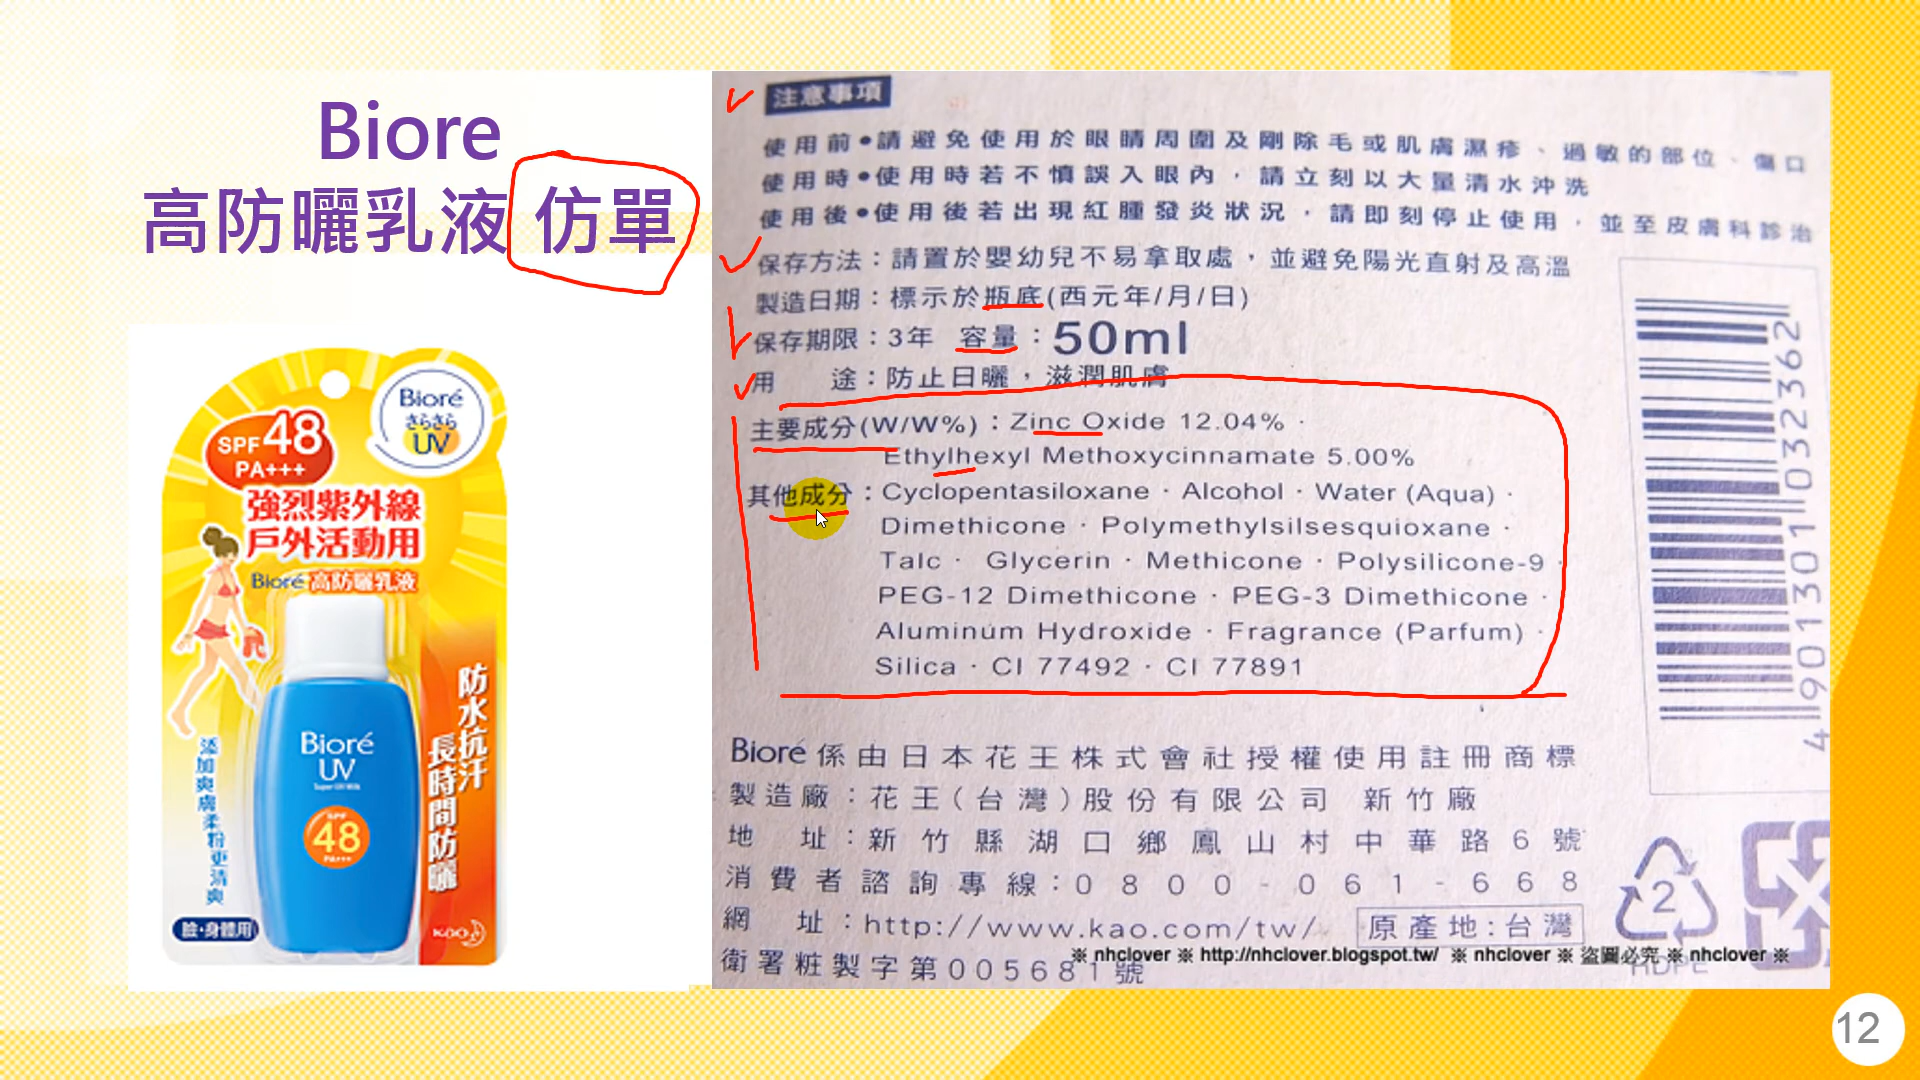 Biore
高防曬乳液 仿單
Bioré
さらさら
UV
SPF48
PA+++
強烈紫外線
戶外活動用
Bioré 高防曬乳液
防水抗汗
長時間防曬
添加爽膚柔粉更清爽
Bioré
UV
SPF
48
PA+++
臉・身體用
Kao
注意事項
使用前•請避免使用於眼睛周圍及剛除毛或肌膚濕疹、過敏的部位、傷口
使用時•使用時若不慎誤入眼內，請立刻以大量清水沖洗
使用後•使用後若出現紅腫發炎狀況，請即刻停止使用，並至皮膚科診治
保存方法：請置於嬰幼兒不易拿取處，並避免陽光直射及高溫
製造日期：標示於瓶底(西元年/月/日)
保存期限：3年 容量：50ml
用 途：防止日曬，滋潤肌膚
主要成分(W/W%)：Zinc Oxide 12.04%・
Ethylhexyl Methoxycinnamate 5.00%
其他成分：Cyclopentasiloxane・Alcohol・Water (Aqua)・
Dimethicone・Polymethylsilsesquioxane・
Talc・ Glycerin・Methicone・Polysilicone-9・
PEG-12 Dimethicone・PEG-3 Dimethicone・
Aluminum Hydroxide・Fragrance (Parfum)・
Silica・CI 77492・CI 77891
4 901301 032362
Bioré係由日本花王株式會社授權使用註冊商標
製造廠：花王(台灣)股份有限公司 新竹廠
地 址：新竹縣湖口鄉鳳山村中華路6號
消費者諮詢專線：0800-061-668
網 址：http://www.kao.com/tw/ 原產地:台灣
衛署粧製字第005681號
2
HDPE
※ nhclover ※ http://nhclover.blogspot.tw/ ※ nhclover ※ 盜圖必究 ※ nhclover ※
12